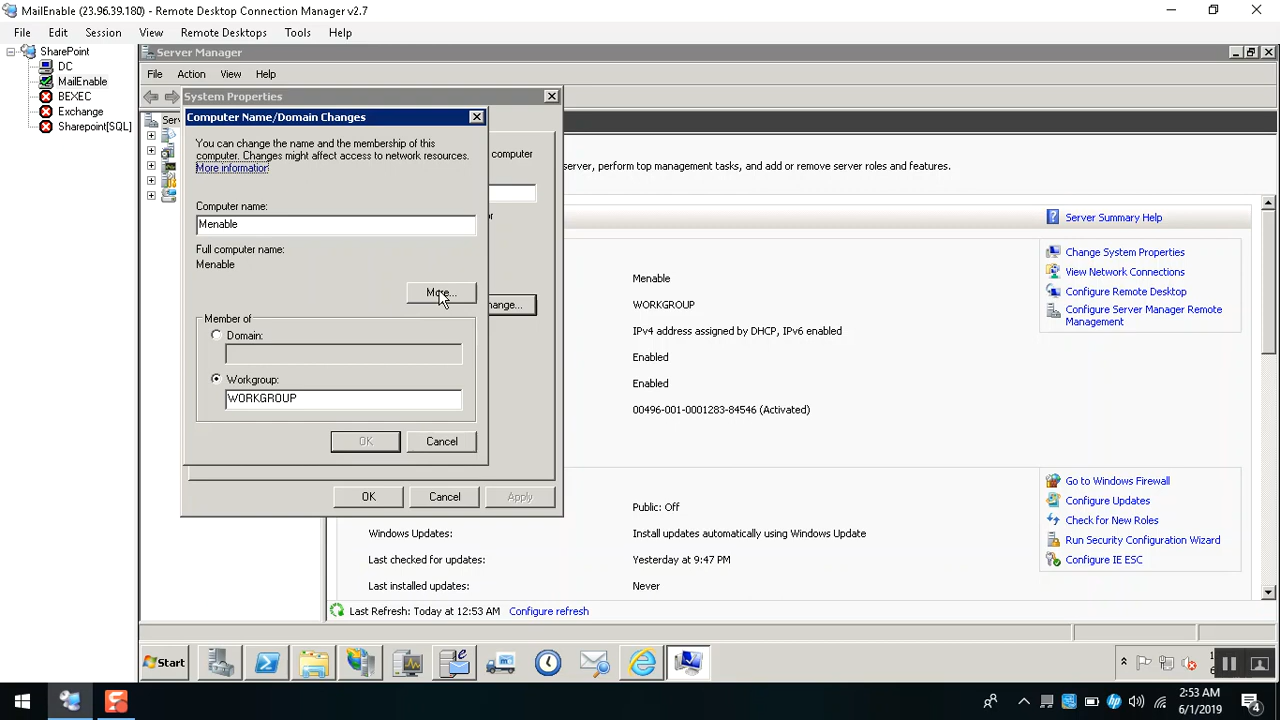 MailEnable (23.96.39.180) - Remote Desktop Connection Manager v2.7
File Edit Session View Remote Desktops Tools Help
SharePoint
DC
MailEnable
BEXEC
Exchange
Sharepoint[SQL]
Server Manager
File Action View Help
System Properties
Computer Name/Domain Changes
You can change the name and the membership of this
computer. Changes might affect access to network resources.
More information
Computer name:
Menable
Full computer name:
Menable
More...
Member of
Domain:
Workgroup:
WORKGROUP
OK Cancel
computer
or
hange...
OK Cancel Apply
server, perform top management tasks, and add or remove server roles and features.
Server Summary Help
Menable
WORKGROUP
IPv4 address assigned by DHCP, IPv6 enabled
Enabled
Enabled
00496-001-0001283-84546 (Activated)
Change System Properties
View Network Connections
Configure Remote Desktop
Configure Server Manager Remote
Management
Public: Off
Windows Updates: Install updates automatically using Windows Update
Last checked for updates: Yesterday at 9:47 PM
Last installed updates: Never
Go to Windows Firewall
Configure Updates
Check for New Roles
Run Security Configuration Wizard
Configure IE ESC
Last Refresh: Today at 12:53 AM Configure refresh
Start
2:53 AM
6/1/2019
4